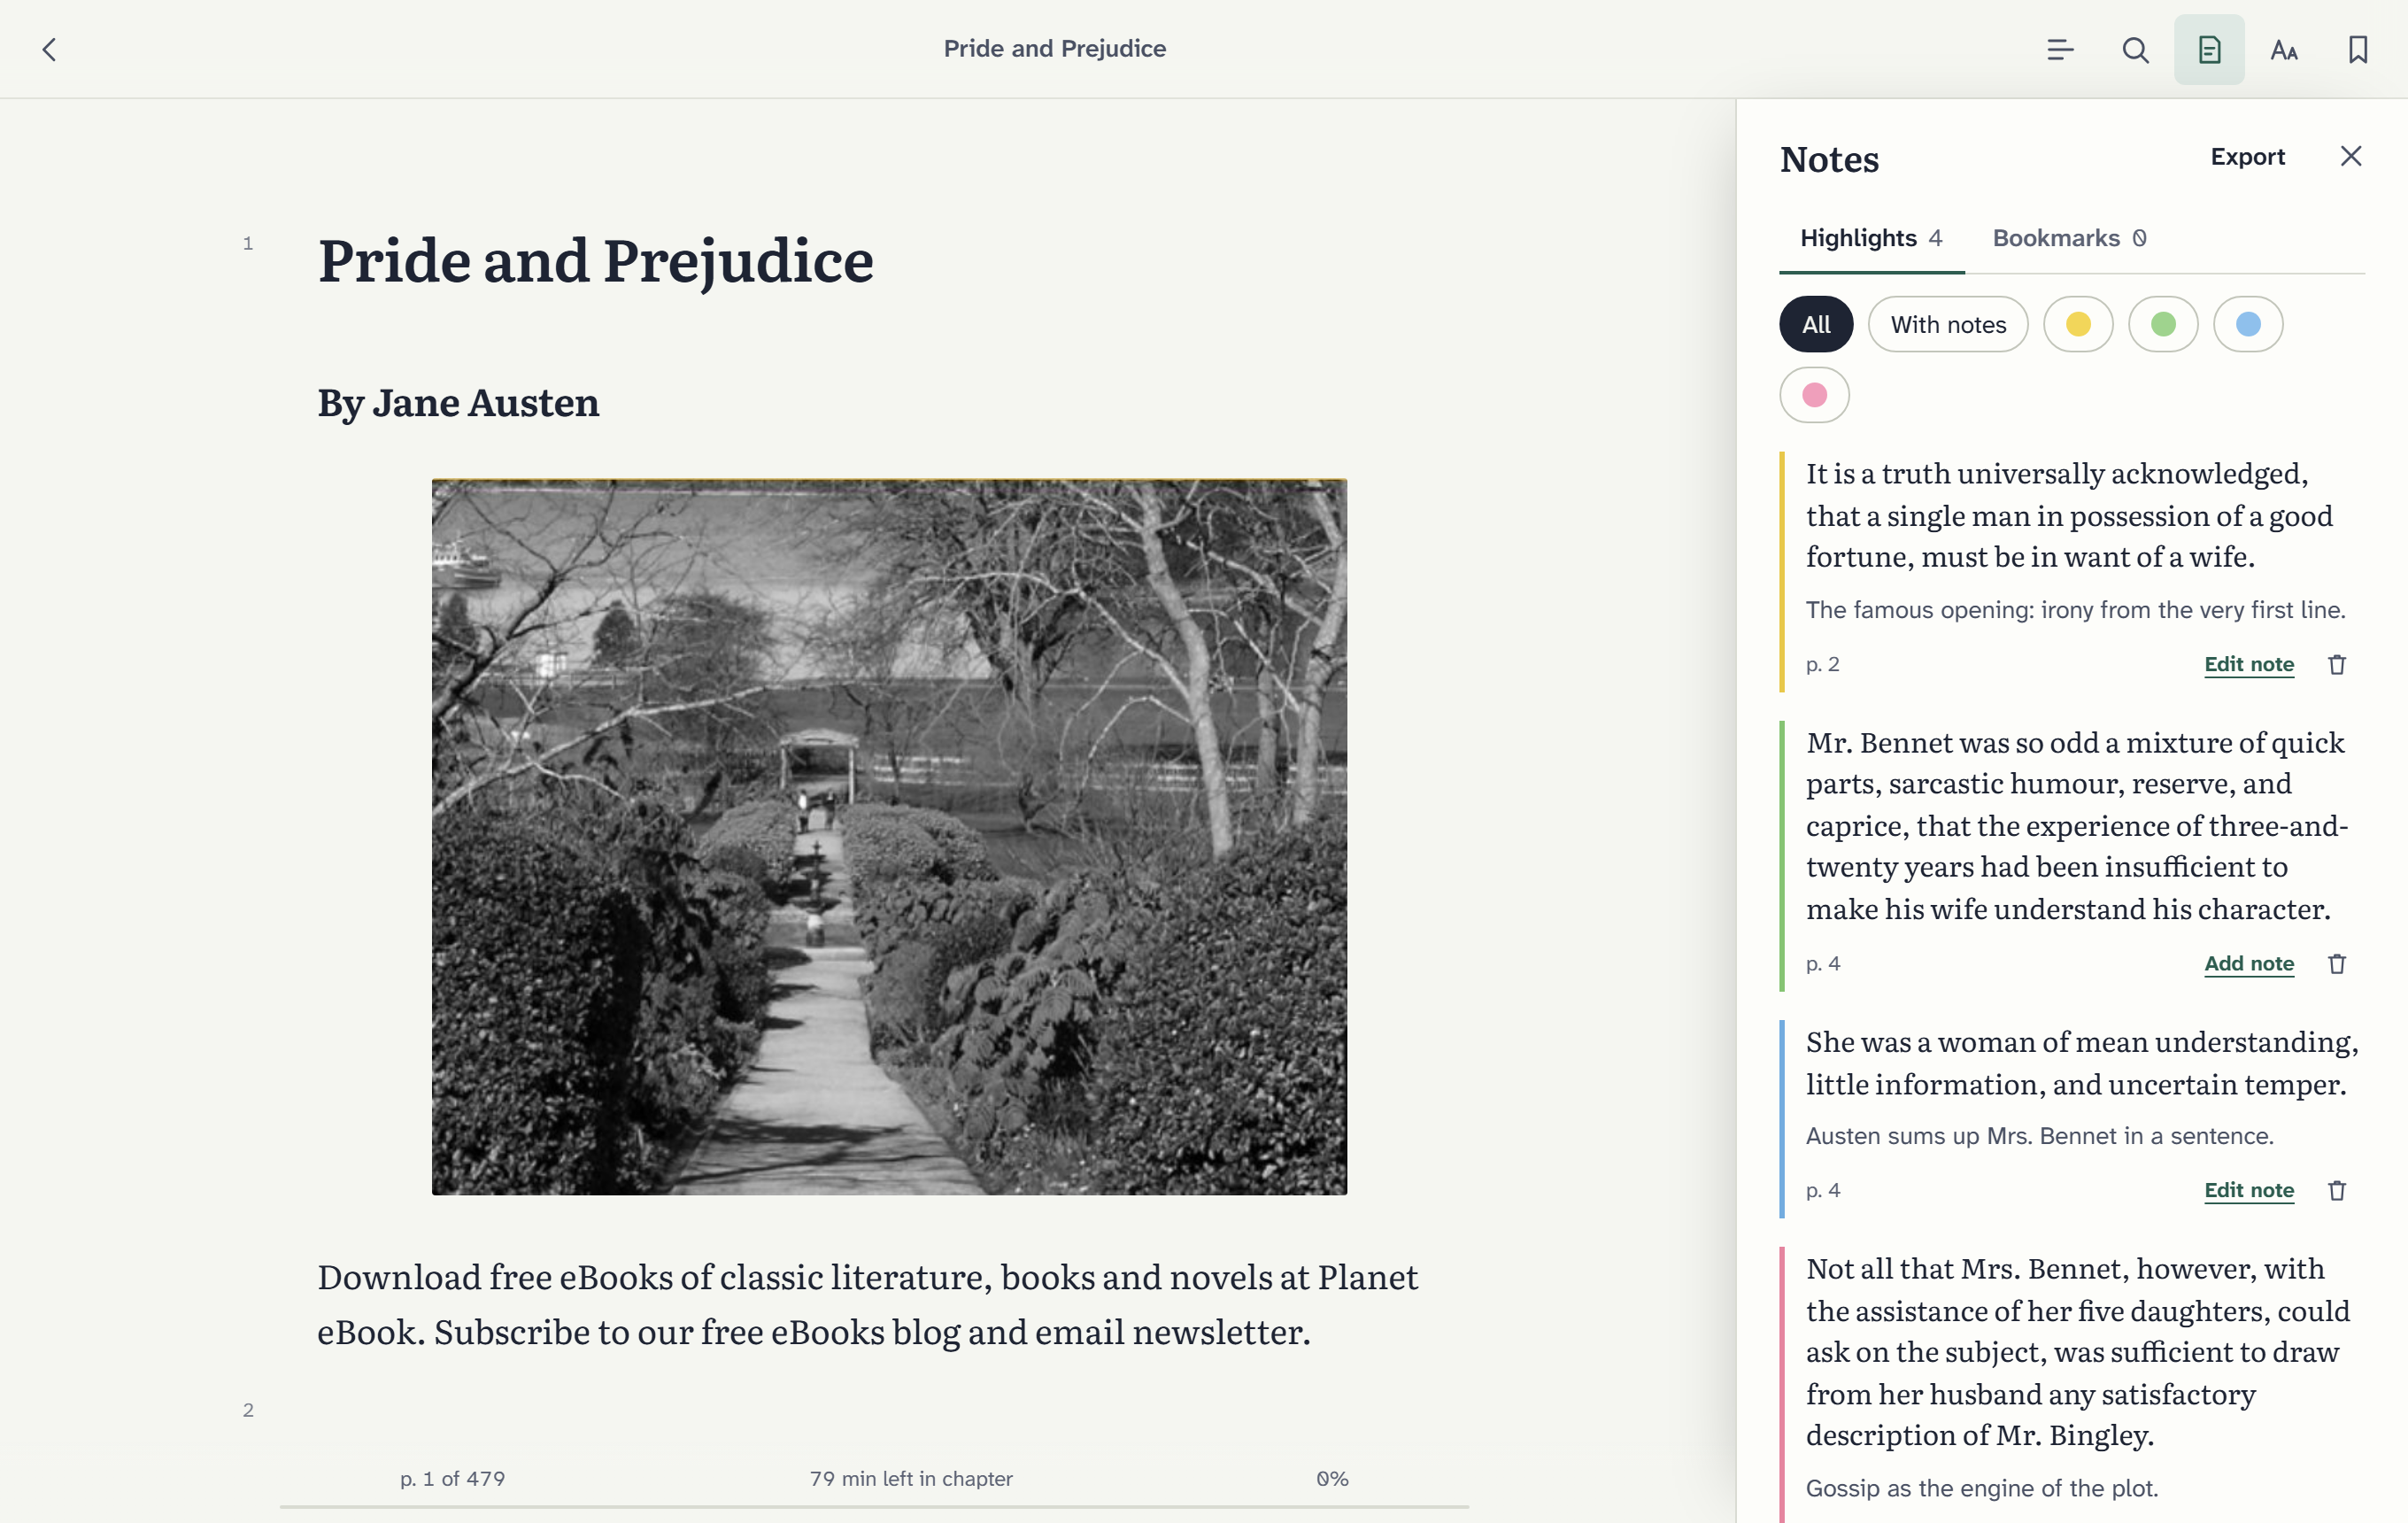 Pride and Prejudice
1
Pride and Prejudice
By Jane Austen
Download free eBooks of classic literature, books and novels at Planet
eBook. Subscribe to our free eBooks blog and email newsletter.
2
p. 1 of 479
79 min left in chapter
0%
Notes
Export
Highlights 4
Bookmarks 0
All
With notes
It is a truth universally acknowledged,
that a single man in possession of a good
fortune, must be in want of a wife.
The famous opening: irony from the very first line.
p. 2
Edit note
Mr. Bennet was so odd a mixture of quick
parts, sarcastic humour, reserve, and
caprice, that the experience of three-and-
twenty years had been insufficient to
make his wife understand his character.
p. 4
Add note
She was a woman of mean understanding,
little information, and uncertain temper.
Austen sums up Mrs. Bennet in a sentence.
p. 4
Edit note
Not all that Mrs. Bennet, however, with
the assistance of her five daughters, could
ask on the subject, was sufficient to draw
from her husband any satisfactory
description of Mr. Bingley.
Gossip as the engine of the plot.